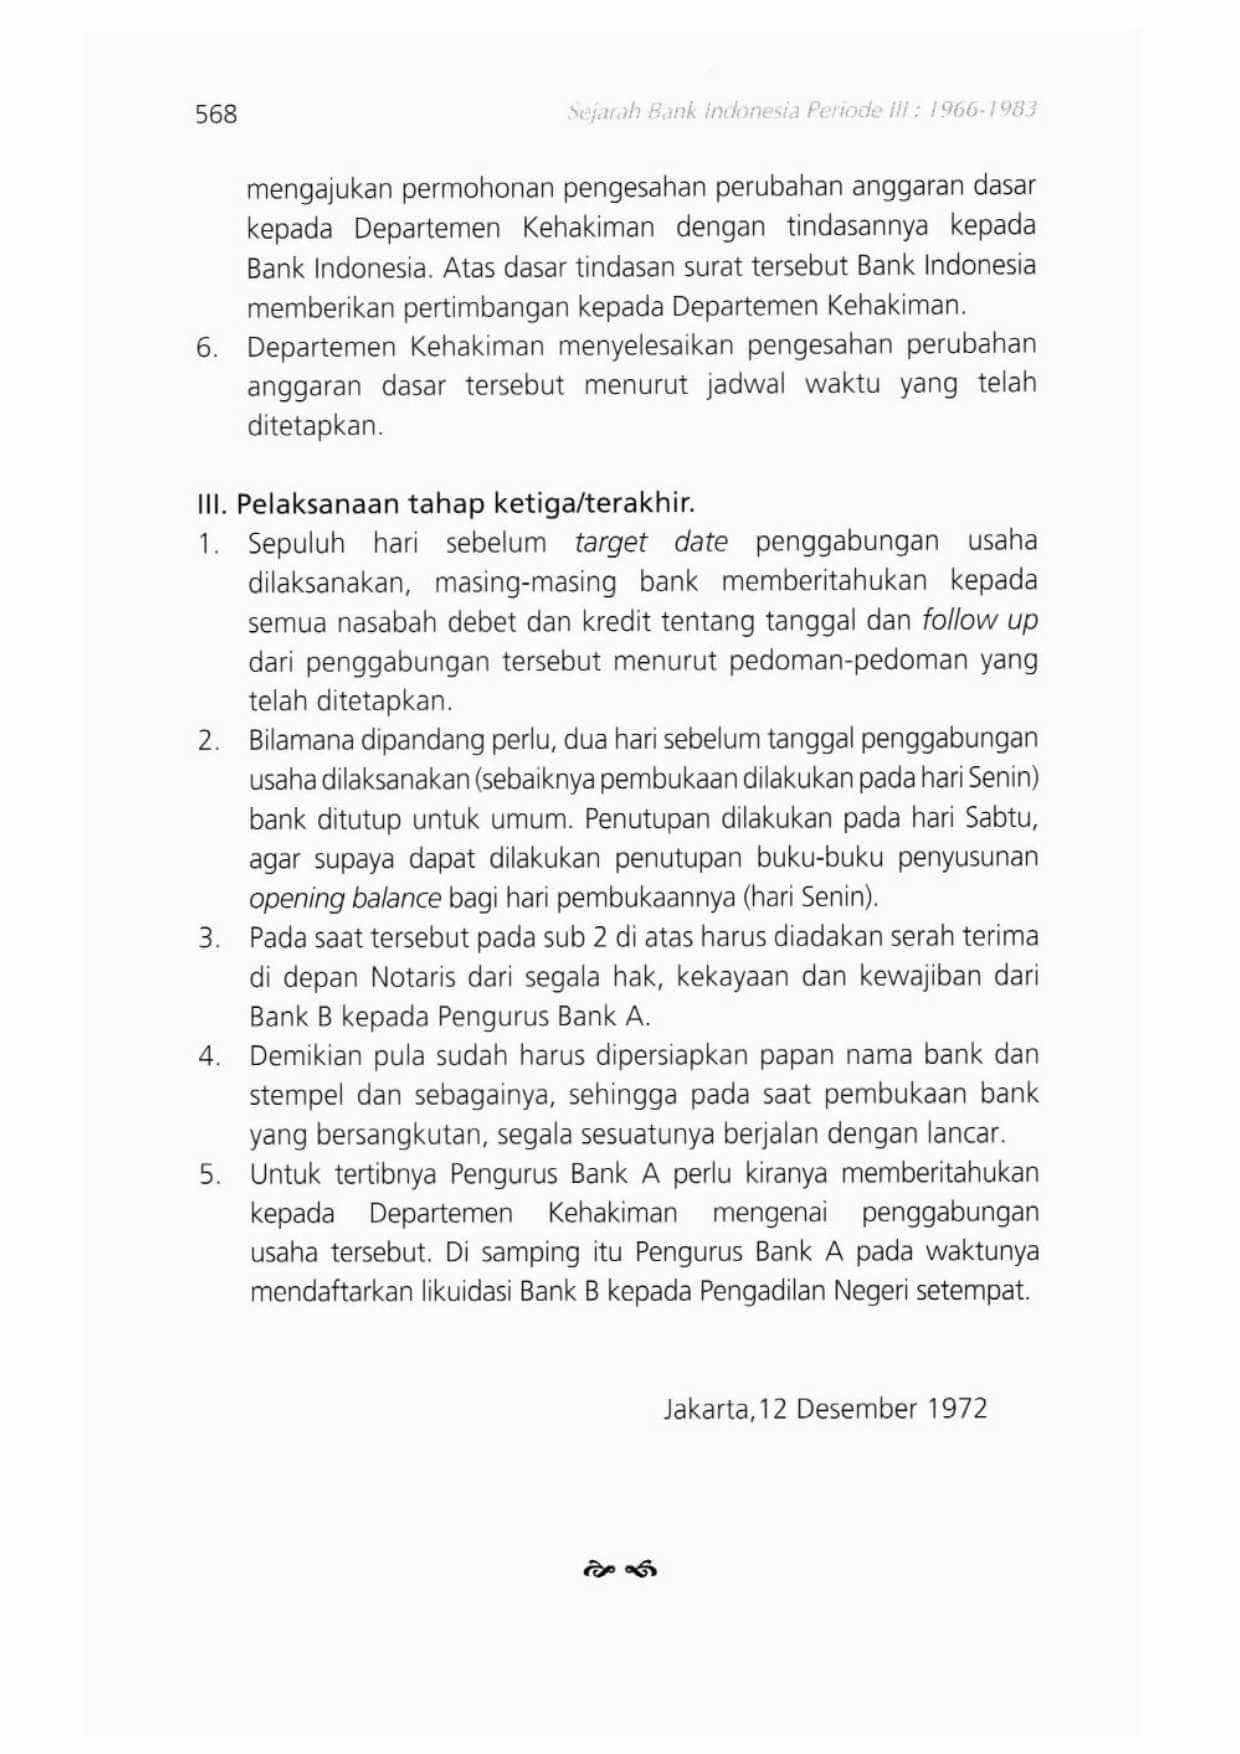 568
Sejarah Bank Indonesia Periode III : 1966-1983
mengajukan permohonan pengesahan perubahan anggaran dasar
kepada Departemen Kehakiman dengan tindasannya kepada
Bank Indonesia. Atas dasar tindasan surat tersebut Bank Indonesia
memberikan pertimbangan kepada Departemen Kehakiman.
6. Departemen Kehakiman menyelesaikan pengesahan perubahan
anggaran dasar tersebut menurut jadwal waktu yang telah
ditetapkan.
III. Pelaksanaan tahap ketiga/terakhir.
1. Sepuluh hari sebelum target date penggabungan usaha
dilaksanakan, masing-masing bank memberitahukan kepada
semua nasabah debet dan kredit tentang tanggal dan follow up
dari penggabungan tersebut menurut pedoman-pedoman yang
telah ditetapkan.
2. Bilamana dipandang perlu, dua hari sebelum tanggal penggabungan
usaha dilaksanakan (sebaiknya pembukaan dilakukan pada hari Senin)
bank ditutup untuk umum. Penutupan dilakukan pada hari Sabtu,
agar supaya dapat dilakukan penutupan buku-buku penyusunan
opening balance bagi hari pembukaannya (hari Senin).
3. Pada saat tersebut pada sub 2 di atas harus diadakan serah terima
di depan Notaris dari segala hak, kekayaan dan kewajiban dari
Bank B kepada Pengurus Bank A.
4. Demikian pula sudah harus dipersiapkan papan nama bank dan
stempel dan sebagainya, sehingga pada saat pembukaan bank
yang bersangkutan, segala sesuatunya berjalan dengan lancar.
5. Untuk tertibnya Pengurus Bank A perlu kiranya memberitahukan
kepada Departemen Kehakiman mengenai penggabungan
usaha tersebut. Di samping itu Pengurus Bank A pada waktunya
mendaftarkan likuidasi Bank B kepada Pengadilan Negeri setempat.
Jakarta,12 Desember 1972